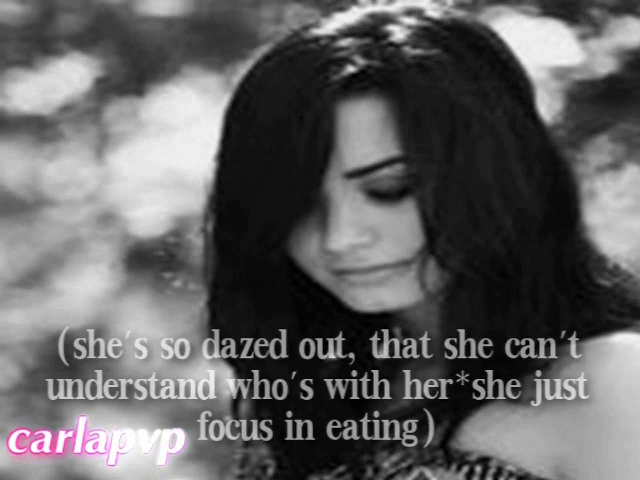 (she's so dazed out, that she can't
understand who's with her*she just
focus in eating)
carlapvp